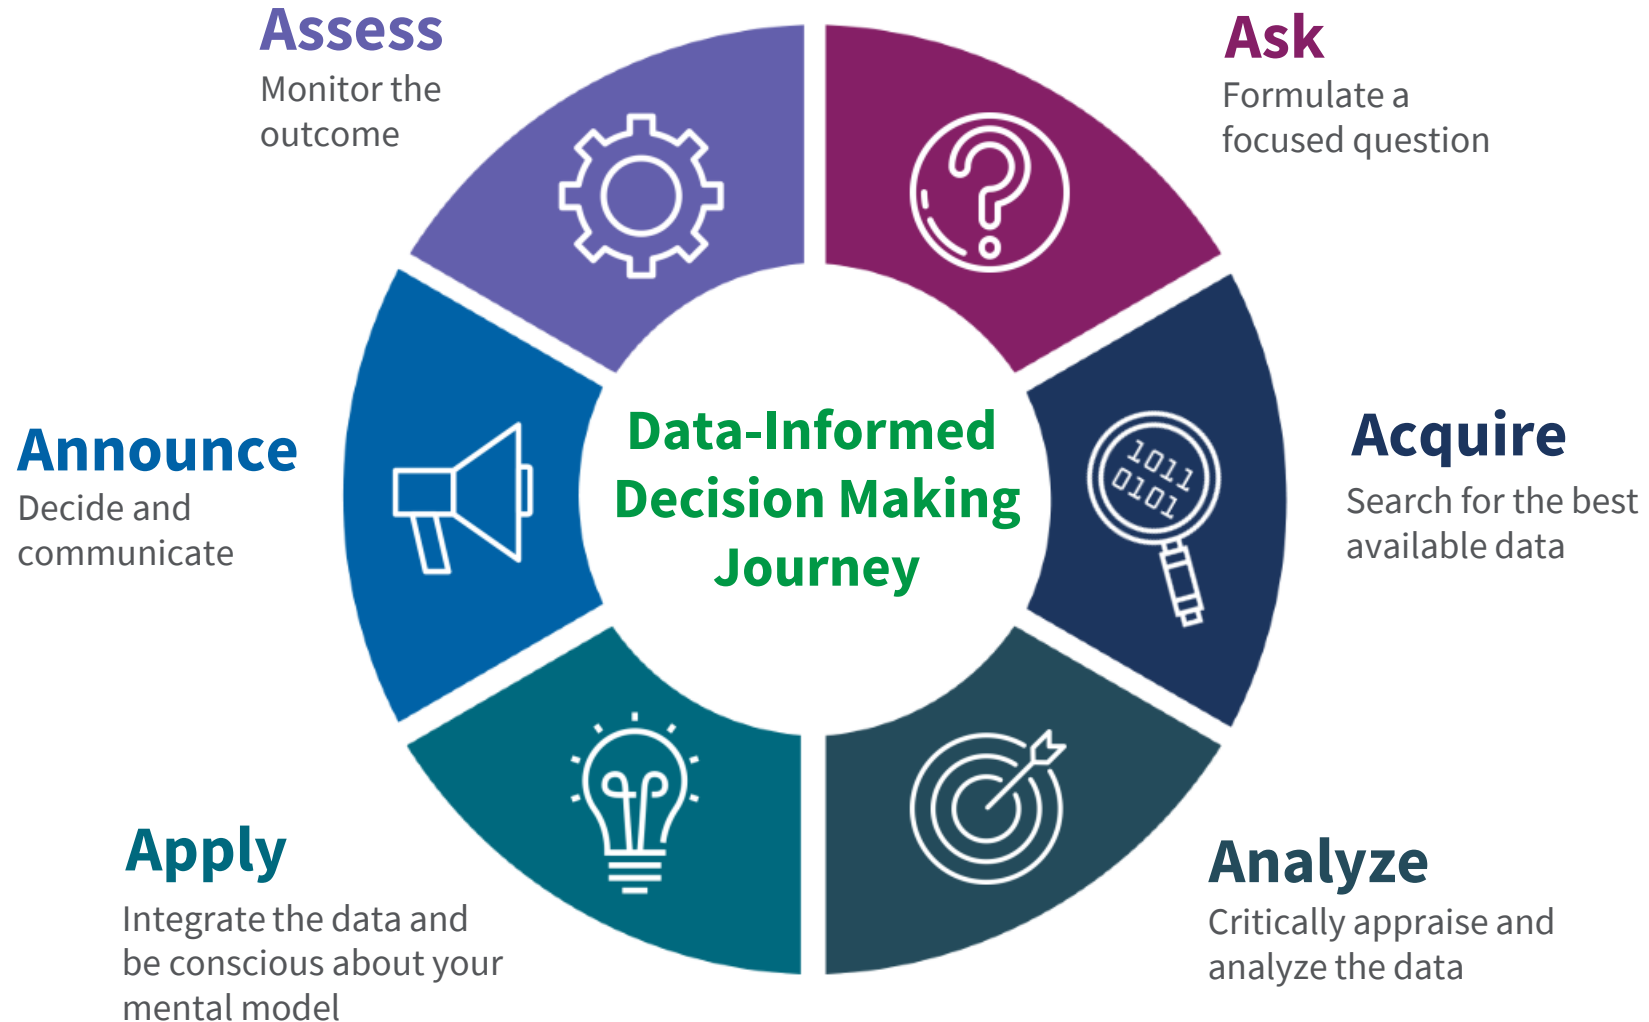 Assess
Monitor the
outcome
Ask
Formulate a
focused question
Data-Informed
Decision Making
Journey
Acquire
Search for the best
available data
1011
0101
Announce
Decide and
communicate
Apply
Integrate the data and
be conscious about your
mental model
Analyze
Critically appraise and
analyze the data